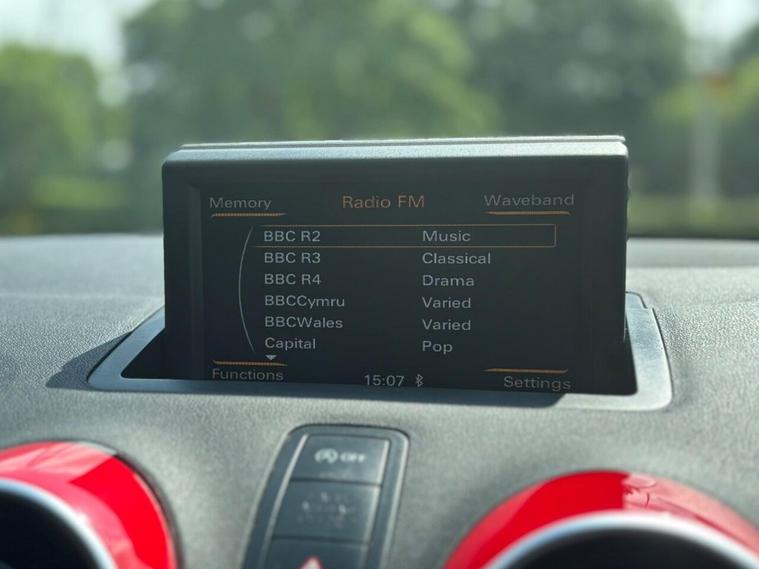 Memory Radio FM Waveband
BBC R2 Music
BBC R3 Classical
BBC R4 Drama
BBCCymru Varied
BBCWales Varied
Capital Pop
Functions 15:07 Settings
OFF